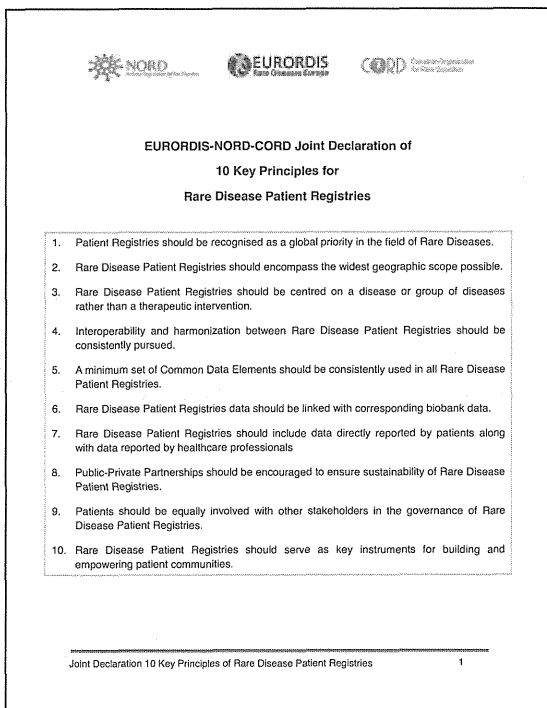 NORD
EURORDIS
Rare Diseases Europe
CORD Canadian Organization
for Rare Disorders
EURORDIS-NORD-CORD Joint Declaration of
10 Key Principles for
Rare Disease Patient Registries
1. Patient Registries should be recognised as a global priority in the field of Rare Diseases.
2. Rare Disease Patient Registries should encompass the widest geographic scope possible.
3. Rare Disease Patient Registries should be centred on a disease or group of diseases
rather than a therapeutic intervention.
4. Interoperability and harmonization between Rare Disease Patient Registries should be
consistently pursued.
5. A minimum set of Common Data Elements should be consistently used in all Rare Disease
Patient Registries.
6. Rare Disease Patient Registries data should be linked with corresponding biobank data.
7. Rare Disease Patient Registries should include data directly reported by patients along
with data reported by healthcare professionals
8. Public-Private Partnerships should be encouraged to ensure sustainability of Rare Disease
Patient Registries.
9. Patients should be equally involved with other stakeholders in the governance of Rare
Disease Patient Registries.
10. Rare Disease Patient Registries should serve as key instruments for building and
empowering patient communities.
Joint Declaration 10 Key Principles of Rare Disease Patient Registries 1